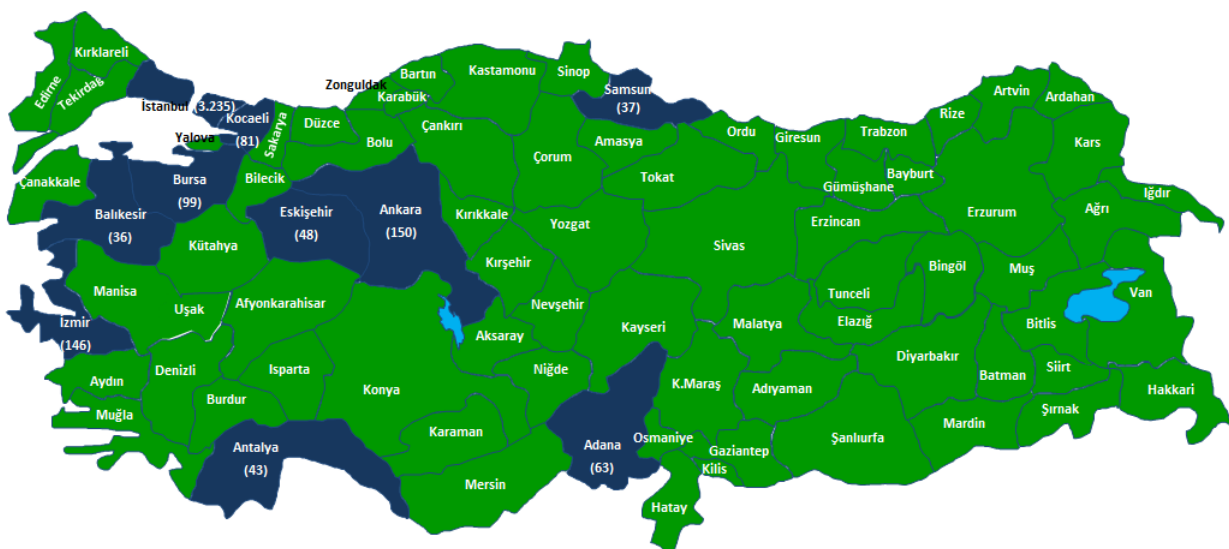 Kırklareli
Edirne
Tekirdağ
İstanbul (3.235)
Kocaeli
(81)
Yalova
Sakarya
Düzce
Zonguldak
Bartın
Karabük
Kastamonu
Sinop
Samsun
(37)
Bolu
Çankırı
Çorum
Amasya
Tokat
Ordu
Giresun
Trabzon
Rize
Artvin
Ardahan
Kars
Gümüşhane
Bayburt
Iğdır
Ağrı
Erzurum
Erzincan
Çanakkale
Balıkesir
(36)
Bursa
(99)
Bilecik
Eskişehir
(48)
Ankara
(150)
Kırıkkale
Yozgat
Sivas
Kütahya
Kırşehir
Manisa
Uşak
Afyonkarahisar
Nevşehir
Kayseri
Malatya
Tunceli
Elazığ
Bingöl
Muş
Bitlis
Van
İzmir
(146)
Aksaray
Aydın
Denizli
Isparta
Konya
Niğde
K.Maraş
Adıyaman
Diyarbakır
Batman
Siirt
Hakkari
Muğla
Burdur
Karaman
Antalya
(43)
Adana
(63)
Osmaniye
Gaziantep
Kilis
Şanlıurfa
Mardin
Şırnak
Mersin
Hatay